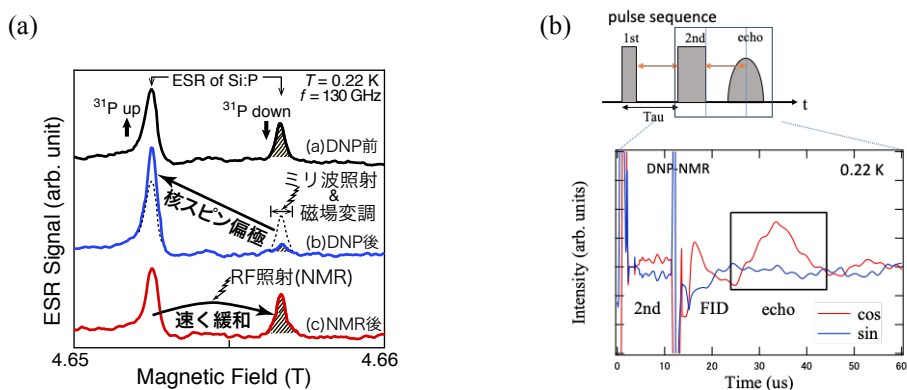 (a)
ESR of Si:P
T = 0.22 K
f = 130 GHz
³¹P up
³¹P down
(a)DNP前
ミリ波照射
&
磁場変調
核スピン偏極
(b)DNP後
RF照射(NMR)
速く緩和
(c)NMR後
ESR Signal (arb. unit)
4.65
4.66
Magnetic Field (T)
(b)
pulse sequence
1st
2nd
echo
t
Tau
DNP-NMR
0.22 K
2nd
FID
echo
cos
sin
Intensity (arb. units)
0
10
20
30
40
50
60
Time (us)